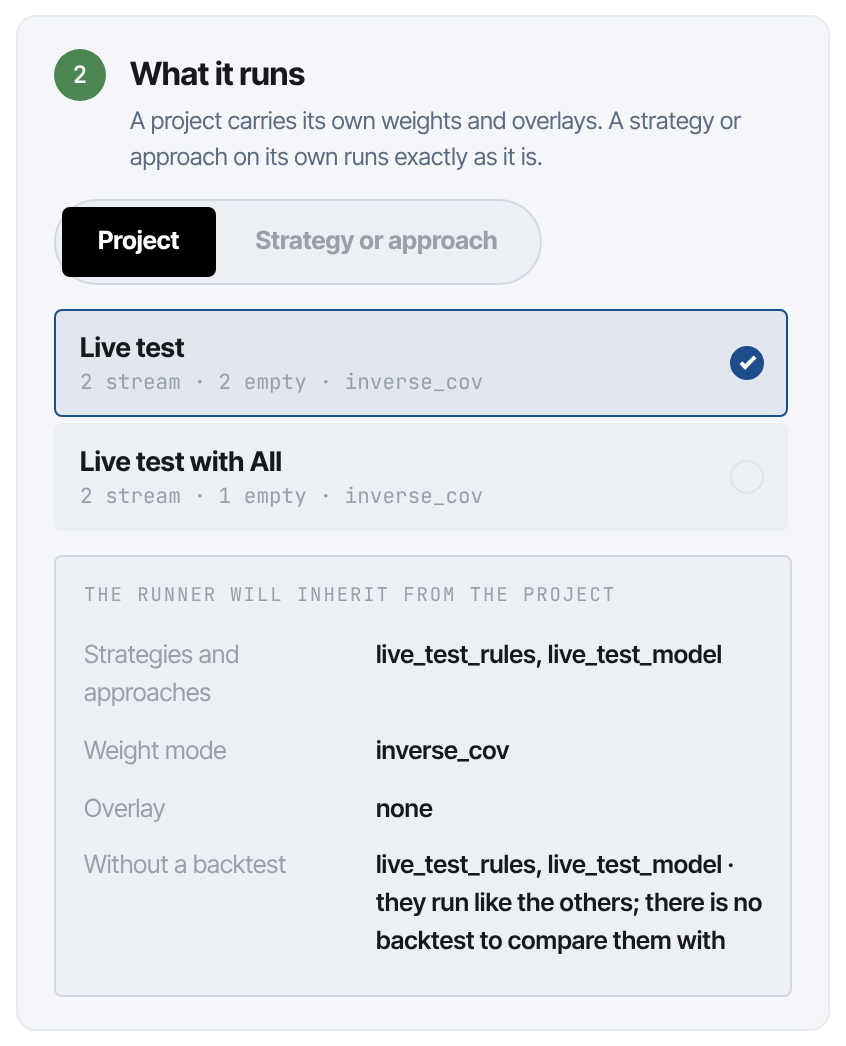 2
What it runs
A project carries its own weights and overlays. A strategy or
approach on its own runs exactly as it is.
Project
Strategy or approach
Live test
2 stream · 2 empty · inverse_cov
Live test with All
2 stream · 1 empty · inverse_cov
THE RUNNER WILL INHERIT FROM THE PROJECT
Strategies and
approaches
live_test_rules, live_test_model
Weight mode
inverse_cov
Overlay
none
Without a backtest
live_test_rules, live_test_model ·
they run like the others; there is no
backtest to compare them with